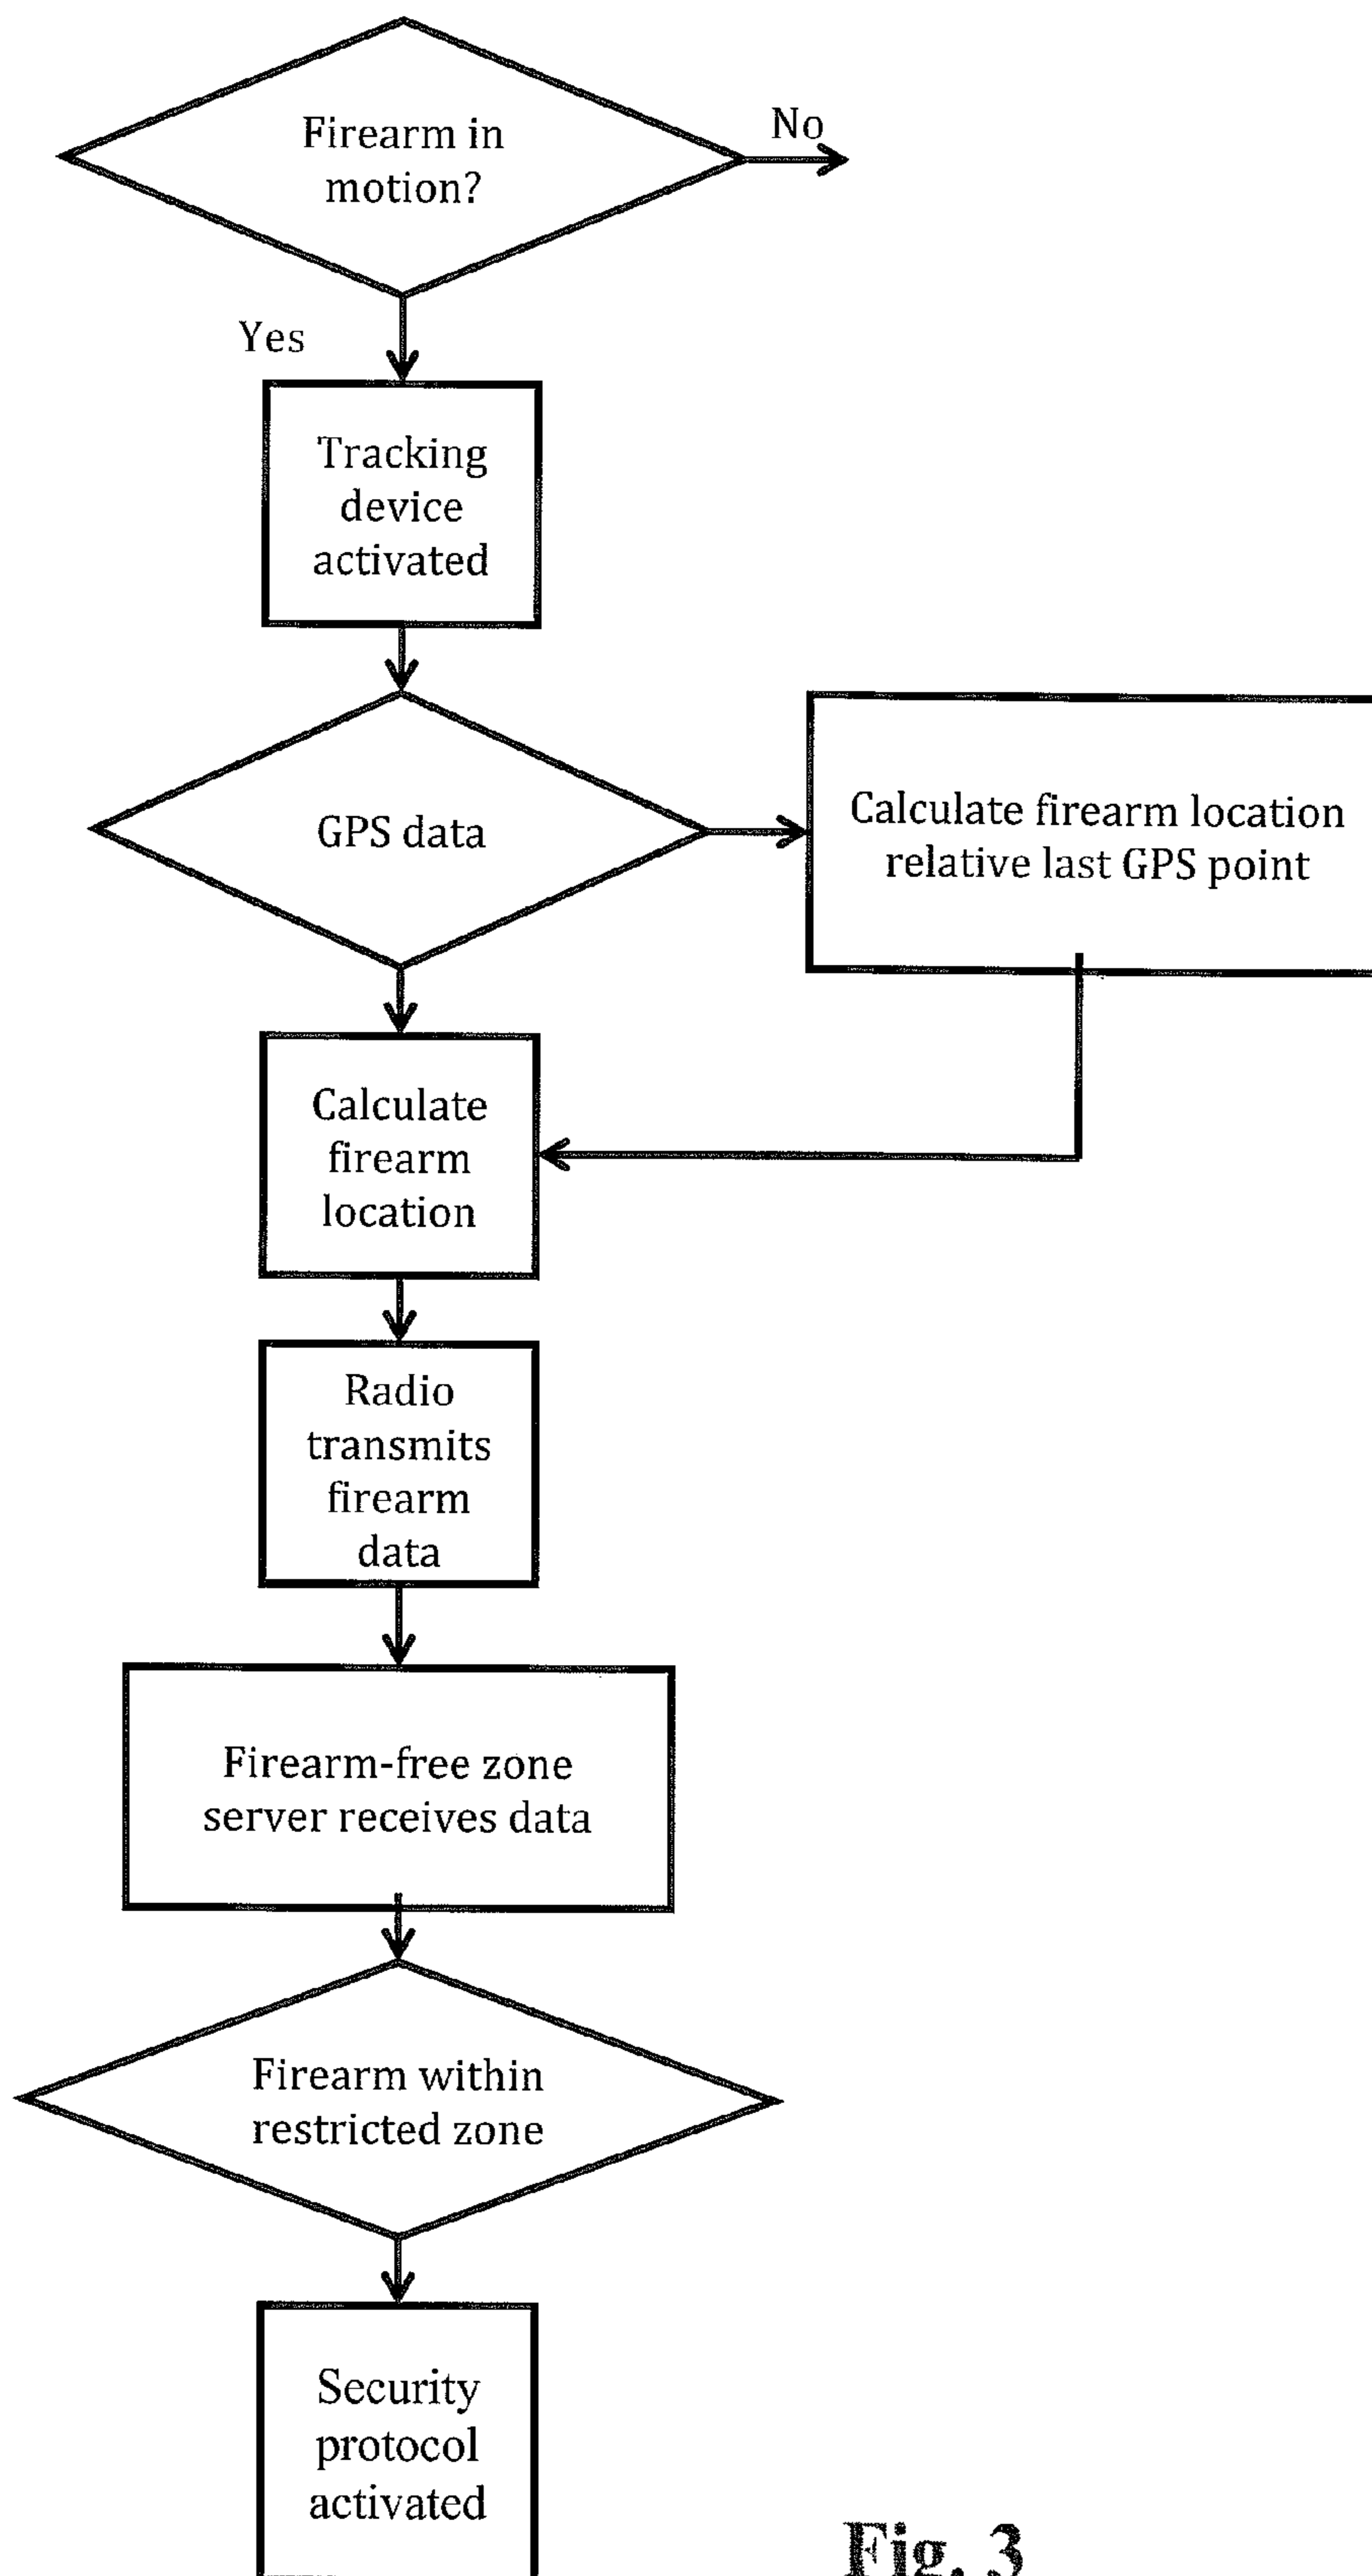 Firearm in
motion?
No
Yes
Tracking
device
activated
GPS data
Calculate firearm location
relative last GPS point
Calculate
firearm
location
Radio
transmits
firearm
data
Firearm-free zone
server receives data
Firearm within
restricted zone
Security
protocol
activated
Fig. 3